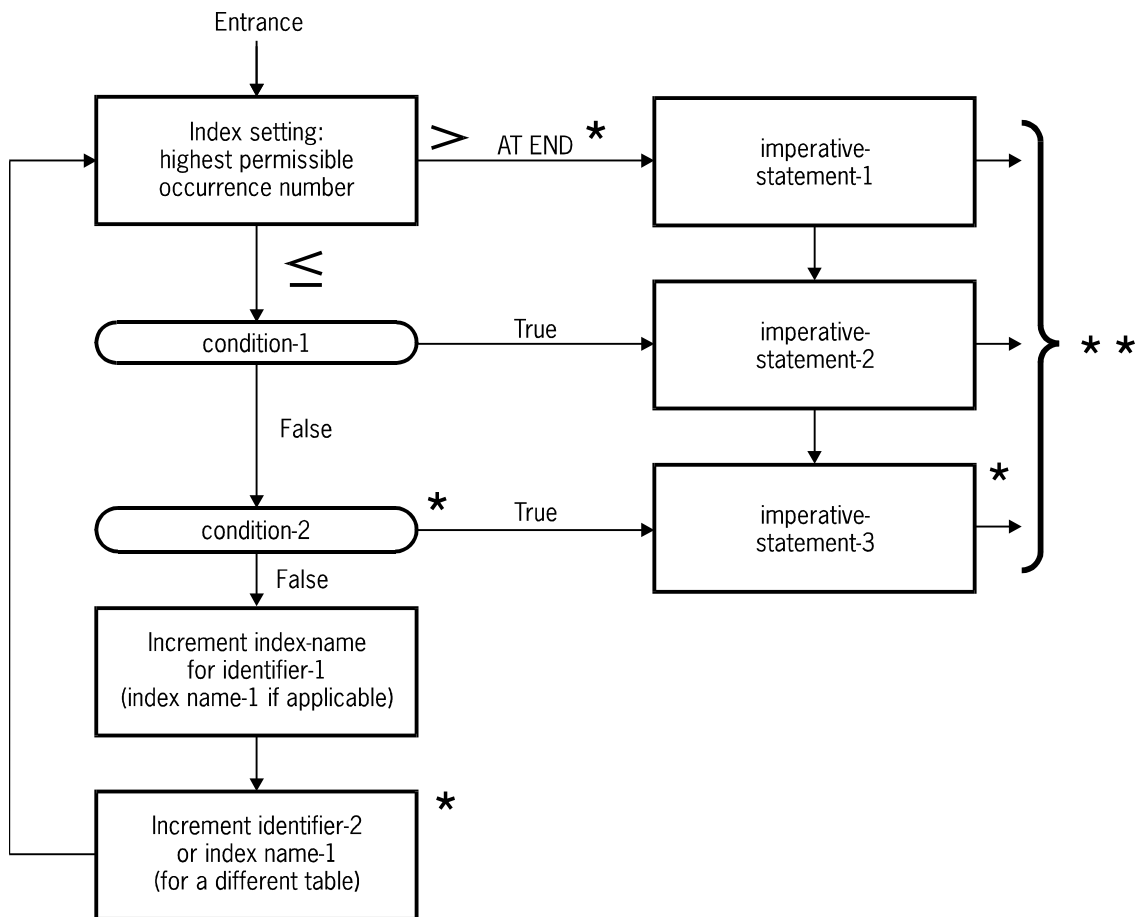 Entrance
Index setting:
highest permissible
occurrence number
> AT END *
imperative-
statement-1
≤
condition-1
True
imperative-
statement-2
* *
False
condition-2
*
True
imperative-
statement-3
*
False
Increment index-name
for identifier-1
(index name-1 if applicable)
Increment identifier-2
or index name-1
(for a different table)
*